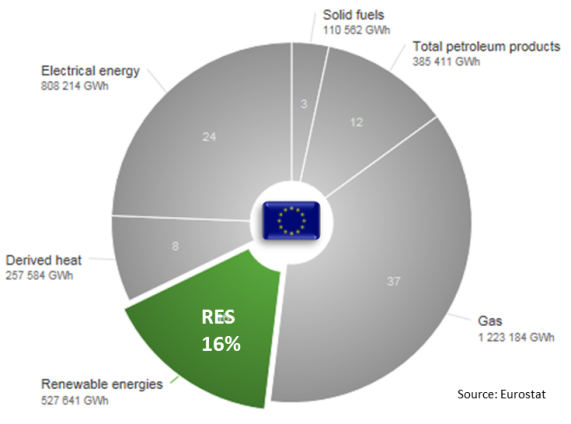 Solid fuels
110 562 GWh
Total petroleum products
385 411 GWh
Electrical energy
808 214 GWh
3
12
24
8
Derived heat
257 584 GWh
37
RES
16%
Gas
1 223 184 GWh
Renewable energies
527 641 GWh
Source: Eurostat